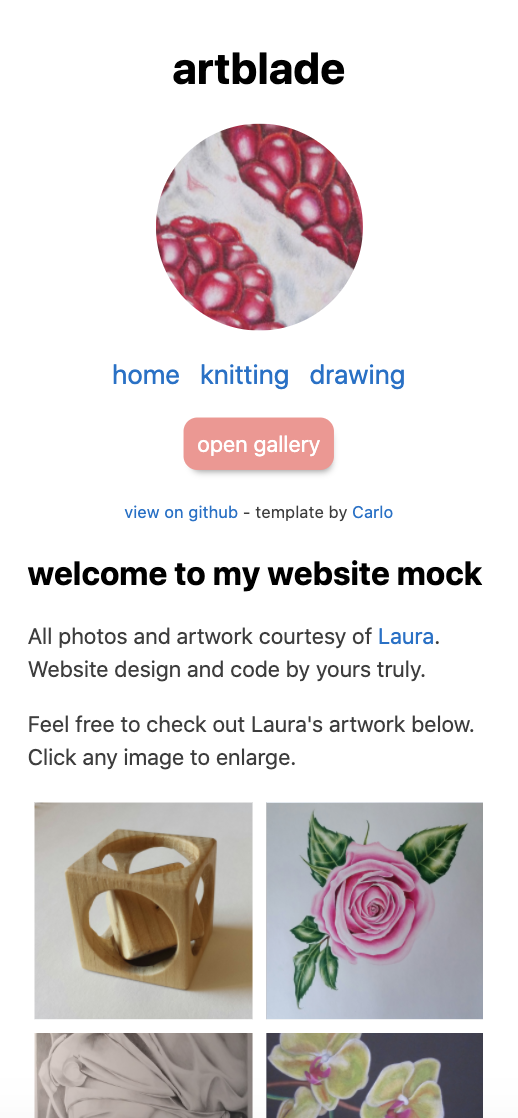 artblade
home knitting drawing
open gallery
view on github - template by Carlo
welcome to my website mock
All photos and artwork courtesy of Laura.
Website design and code by yours truly.
Feel free to check out Laura's artwork below.
Click any image to enlarge.